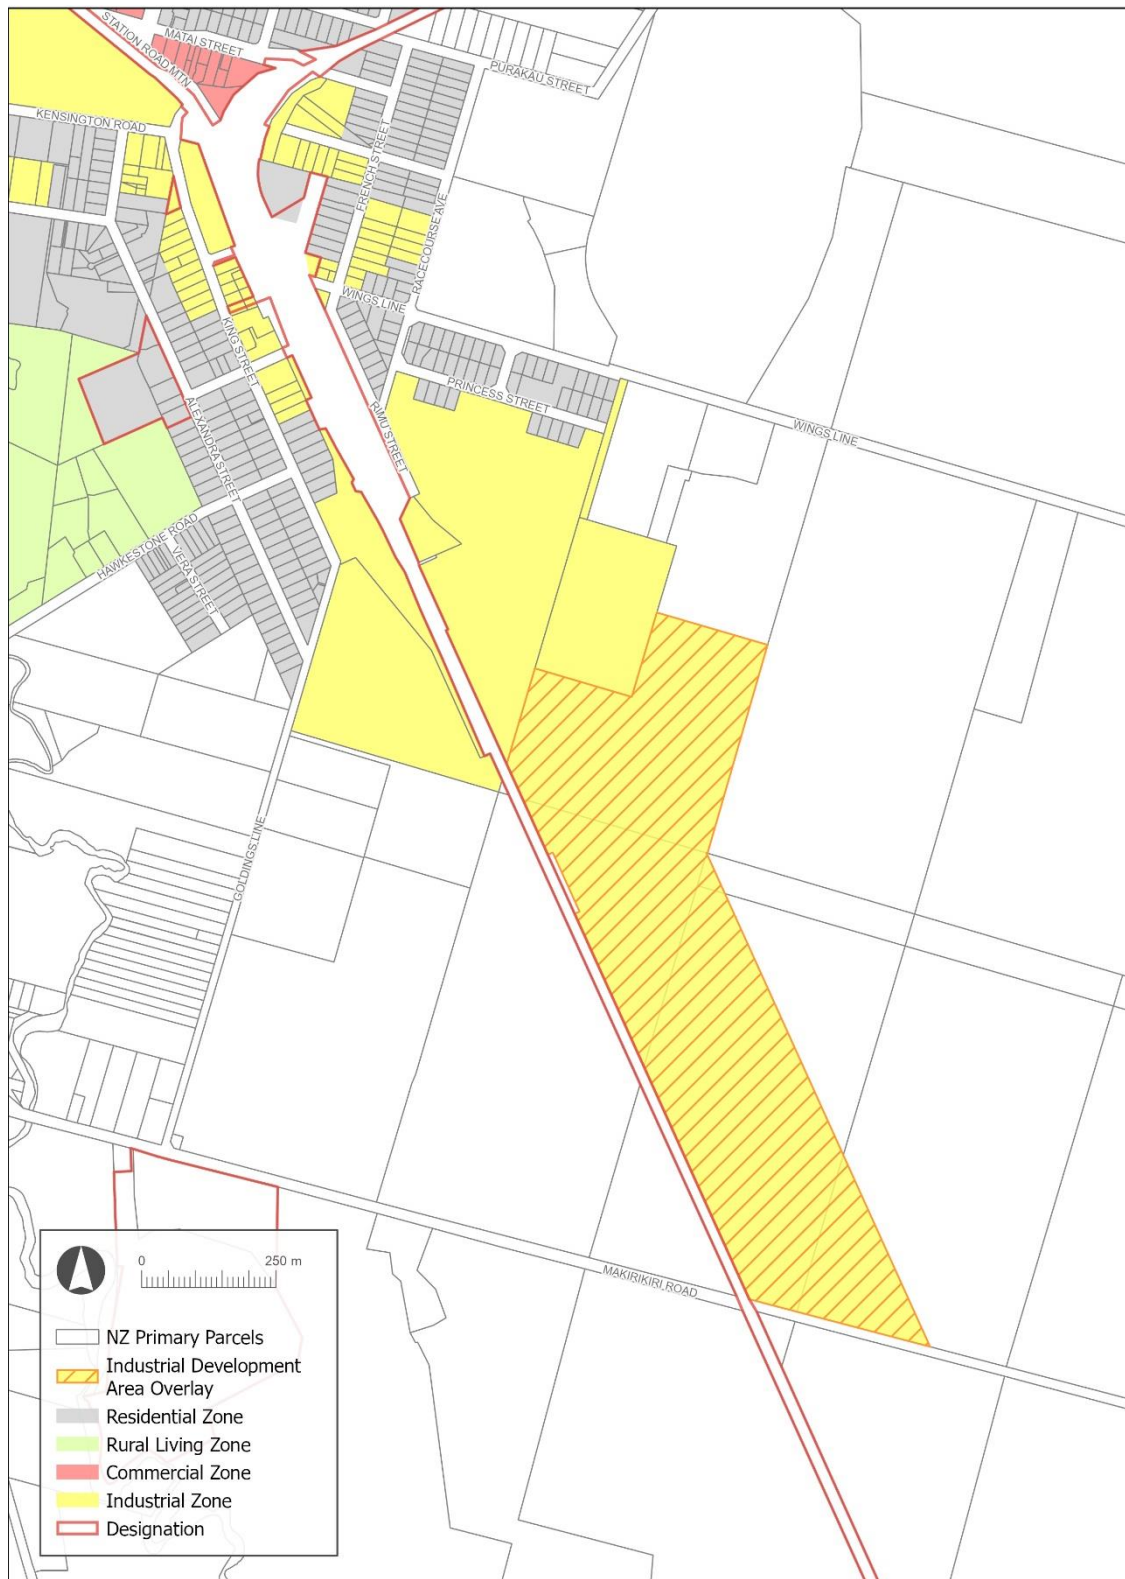 STATION ROAD MTN
MATAI STREET
PURAKAU STREET
KENSINGTON ROAD
FRENCH STREET
RACECOURSE AVE
WINGS LINE
KING STREET
PRINCESS STREET
RIMU STREET
ALEXANDRA STREET
WINGS LINE
HAWKESTONE ROAD
VERA STREET
GOLDINGS LINE
MAKIRIKIRI ROAD
0 250 m
NZ Primary Parcels
Industrial Development
Area Overlay
Residential Zone
Rural Living Zone
Commercial Zone
Industrial Zone
Designation